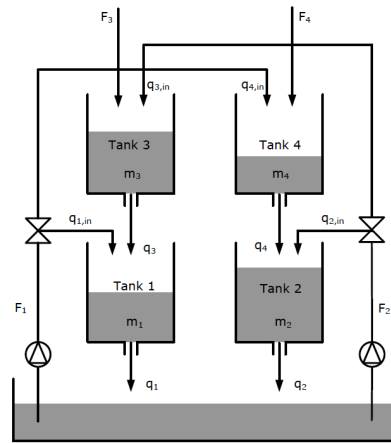 F3 F4
q3,in q4,in
Tank 3 Tank 4
m3 m4
q1,in q2,in
q3 q4
Tank 1 Tank 2
F1 F2
m1 m2
q1 q2